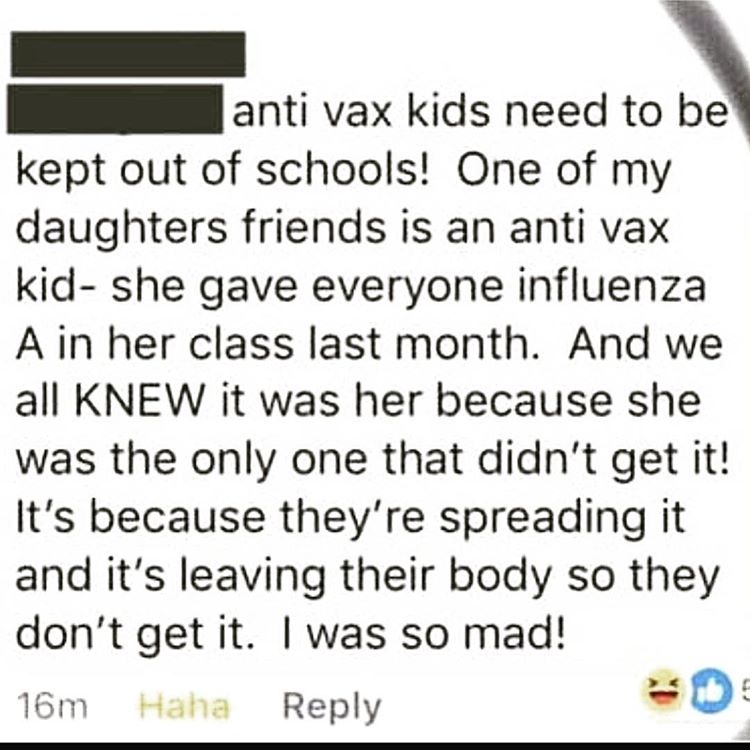 anti vax kids need to be
kept out of schools!  One of my
daughters friends is an anti vax
kid- she gave everyone influenza
A in her class last month.  And we
all KNEW it was her because she
was the only one that didn't get it!
It's because they're spreading it
and it's leaving their body so they
don't get it.  I was so mad!
16m Haha Reply